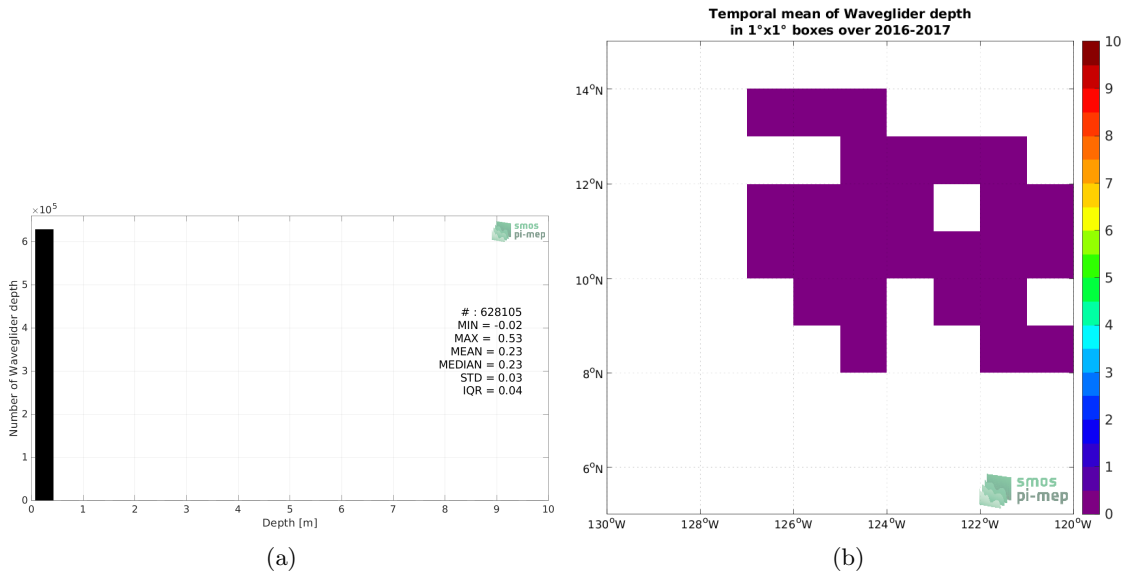 ×10⁵
6
5
4
3
2
1
0
0 1 2 3 4 5 6 7 8 9 10
Number of Waveglider depth
Depth [m]
smos
pi-mep
# : 628105
MIN = -0.02
MAX = 0.53
MEAN = 0.23
MEDIAN = 0.23
STD = 0.03
IQR = 0.04
(a)
Temporal mean of Waveglider depth
in 1°x1° boxes over 2016-2017
14°N
12°N
10°N
8°N
6°N
130°W 128°W 126°W 124°W 122°W 120°W
smos
pi-mep
10
9
8
7
6
5
4
3
2
1
0
(b)